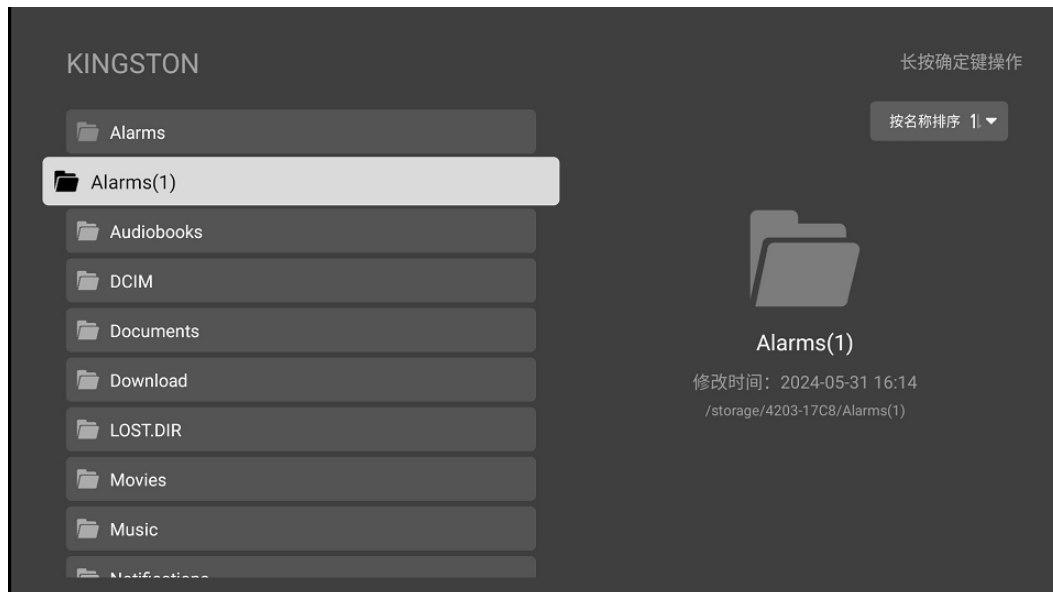 KINGSTON
长按确定键操作
按名称排序
Alarms
Alarms(1)
Audiobooks
DCIM
Documents
Download
LOST.DIR
Movies
Music
Notifications
Alarms(1)
修改时间：2024-05-31 16:14
/storage/4203-17C8/Alarms(1)